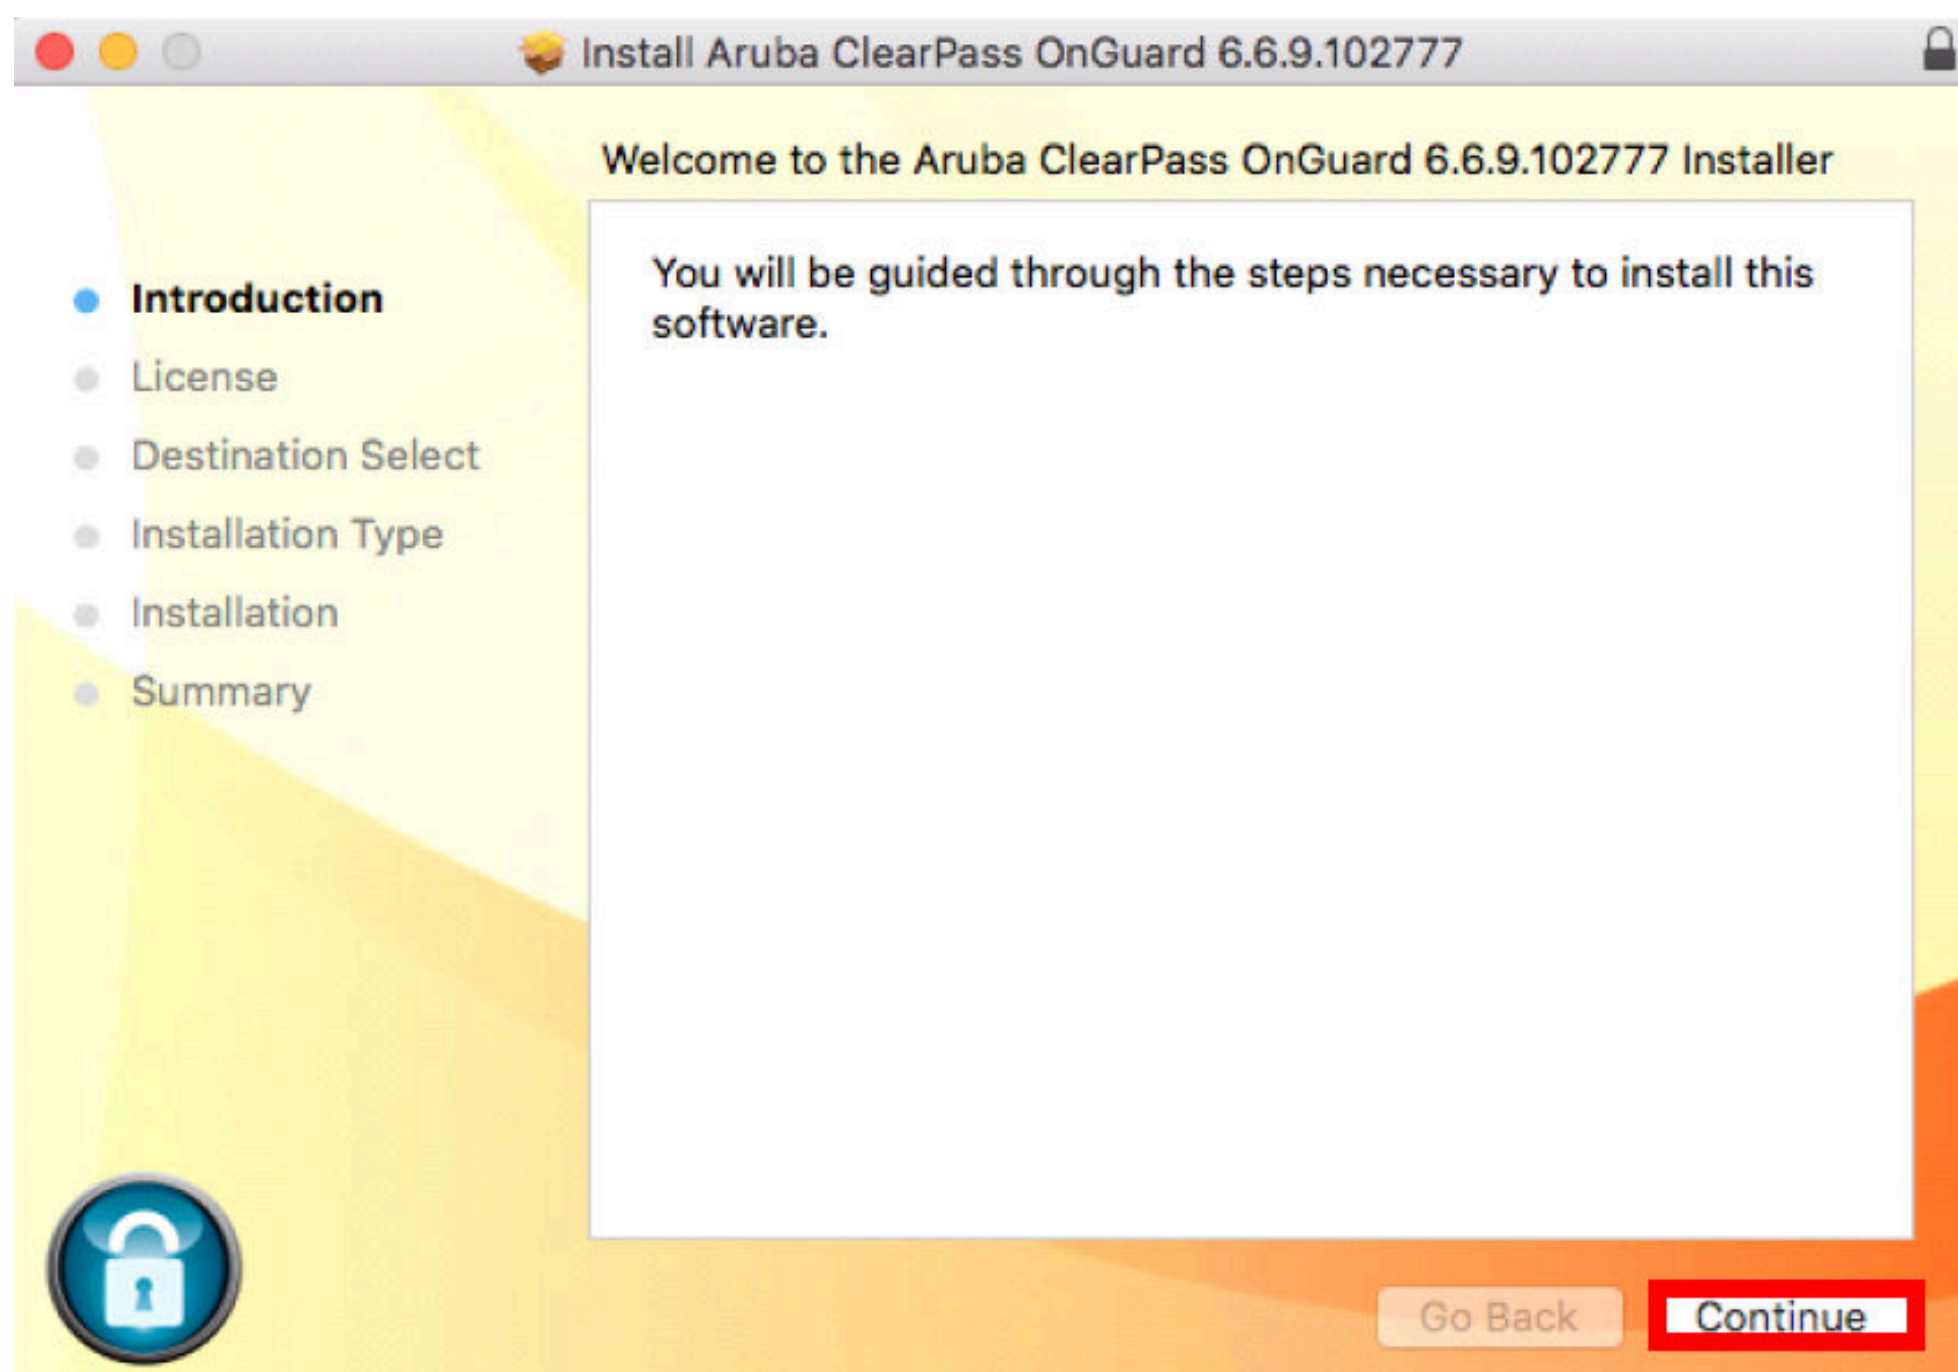 Install Aruba ClearPass OnGuard 6.6.9.102777
Welcome to the Aruba ClearPass OnGuard 6.6.9.102777 Installer
Introduction
License
Destination Select
Installation Type
Installation
Summary
You will be guided through the steps necessary to install this
software.
Go Back
Continue